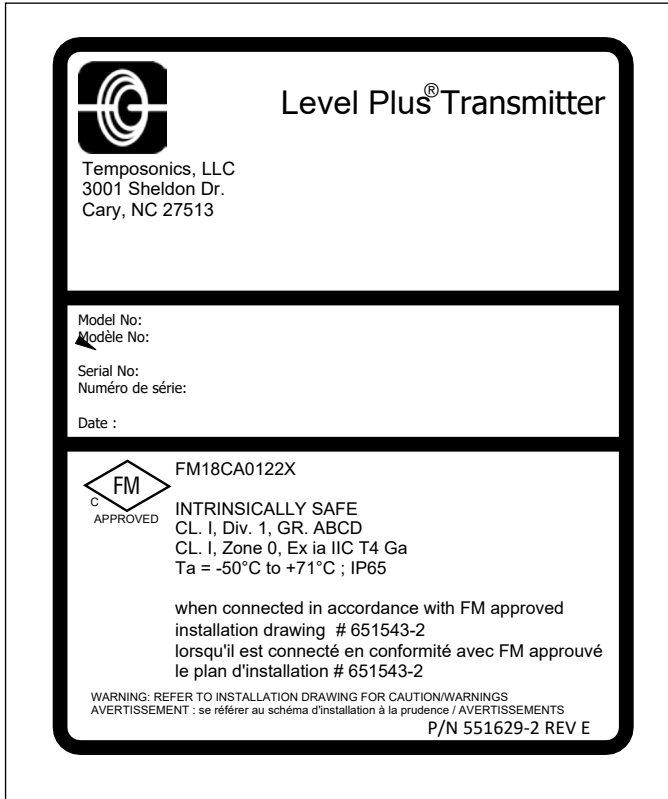 Level Plus® Transmitter
Temposonics, LLC
3001 Sheldon Dr.
Cary, NC 27513
Model No:
Modèle No:
Serial No:
Numéro de série:
Date :
FM
C
APPROVED
FM18CA0122X
INTRINSICALLY SAFE
CL. I, Div. 1, GR. ABCD
CL. I, Zone 0, Ex ia IIC T4 Ga
Ta = -50°C to +71°C ; IP65
when connected in accordance with FM approved
installation drawing # 651543-2
lorsqu'il est connecté en conformité avec FM approuvé
le plan d'installation # 651543-2
WARNING: REFER TO INSTALLATION DRAWING FOR CAUTION/WARNINGS
AVERTISSEMENT : se référer au schéma d'installation à la prudence / AVERTISSEMENTS
P/N 551629-2 REV E